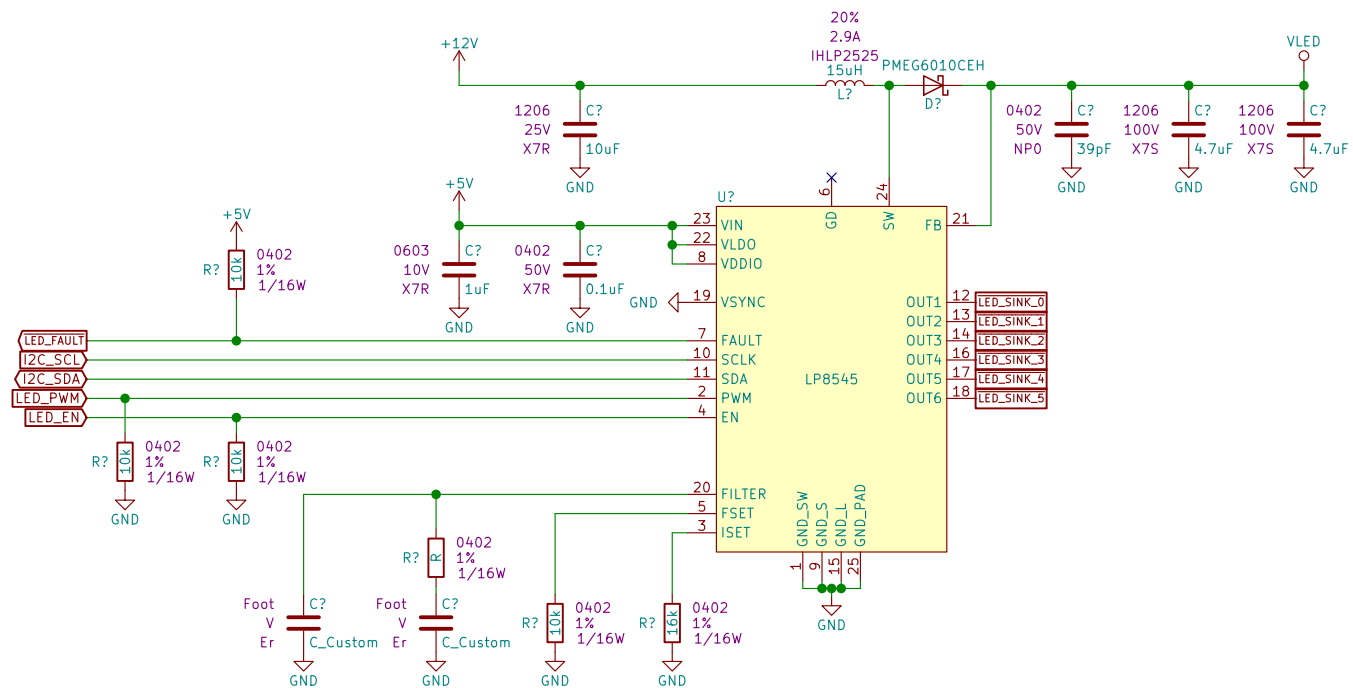 20%
2.9A
IHLP2525
15uH
L?
+12V
PMEG6010CEH
D?
VLED
1206
25V
X7R
C?
10uF
GND
0402
50V
NP0
C?
39pF
GND
1206
100V
X7S
C?
4.7uF
GND
1206
100V
X7S
C?
4.7uF
GND
+5V
+5V
R?
10k
0402
1%
1/16W
0603
10V
X7R
C?
1uF
GND
0402
50V
X7R
C?
0.1uF
GND
GND
U?
LP8545
6
GD
24
SW
23 VIN
22 VLDO
8 VDDIO
19 VSYNC
7 FAULT
10 SCLK
11 SDA
2 PWM
4 EN
20 FILTER
5 FSET
3 ISET
FB 21
OUT1 12 LED_SINK_0
OUT2 13 LED_SINK_1
OUT3 14 LED_SINK_2
OUT4 16 LED_SINK_3
OUT5 17 LED_SINK_4
OUT6 18 LED_SINK_5
GND_SW
GND_S
GND_L
GND_PAD
1
9
15
25
GND
LED_FAULT
I2C_SCL
I2C_SDA
LED_PWM
LED_EN
R?
10k
0402
1%
1/16W
GND
R?
10k
0402
1%
1/16W
GND
R?
R
0402
1%
1/16W
Foot
V
Er
C?
C_Custom
GND
Foot
V
Er
C?
C_Custom
GND
R?
10k
0402
1%
1/16W
GND
R?
16k
0402
1%
1/16W
GND